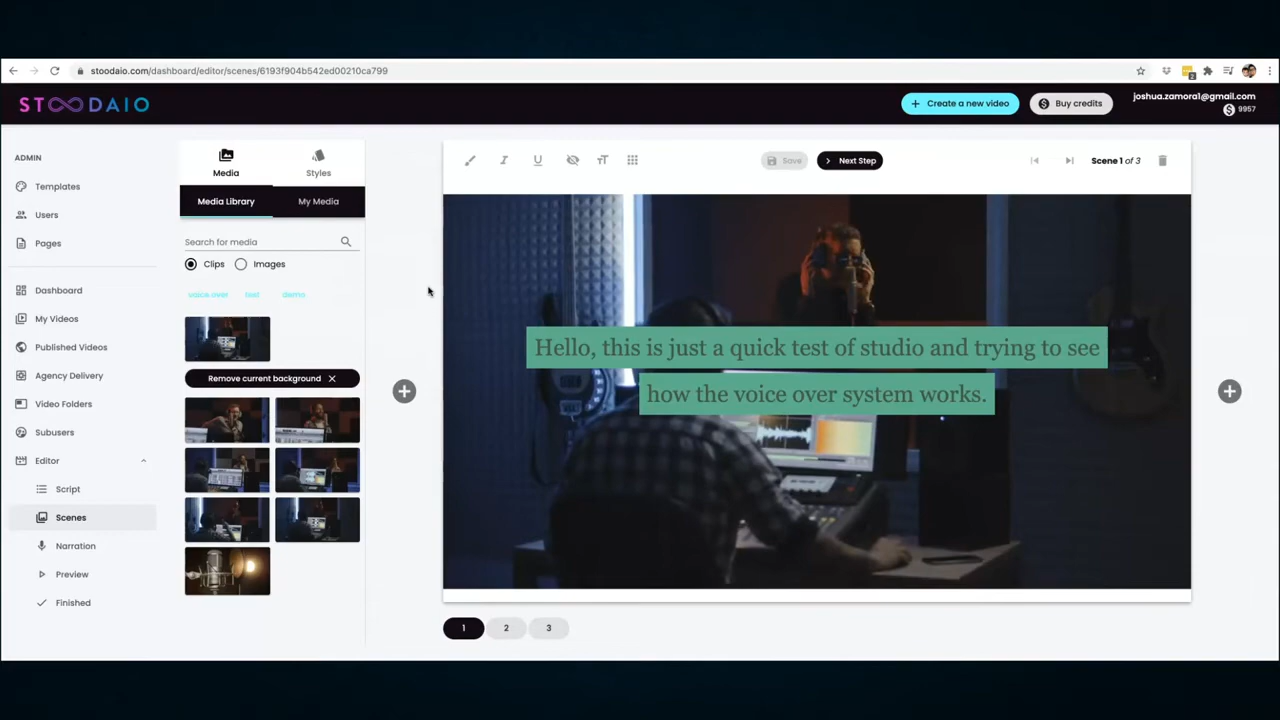 stoodaio.com/dashboard/editor/scenes/6193f904b542ed00210ca799
2
STOODAIO
Create a new video
Buy credits
joshua.zamora1@gmail.com
9957
ADMIN
Templates
Users
Pages
Dashboard
My Videos
Published Videos
Agency Delivery
Video Folders
Subusers
Editor
Script
Scenes
Narration
Preview
Finished
Media
Styles
Media Library
My Media
Search for media
Clips
Images
voice over
test
demo
Remove current background
Save
Next Step
Scene 1 of 3
Hello, this is just a quick test of studio and trying to see
how the voice over system works.
1
2
3